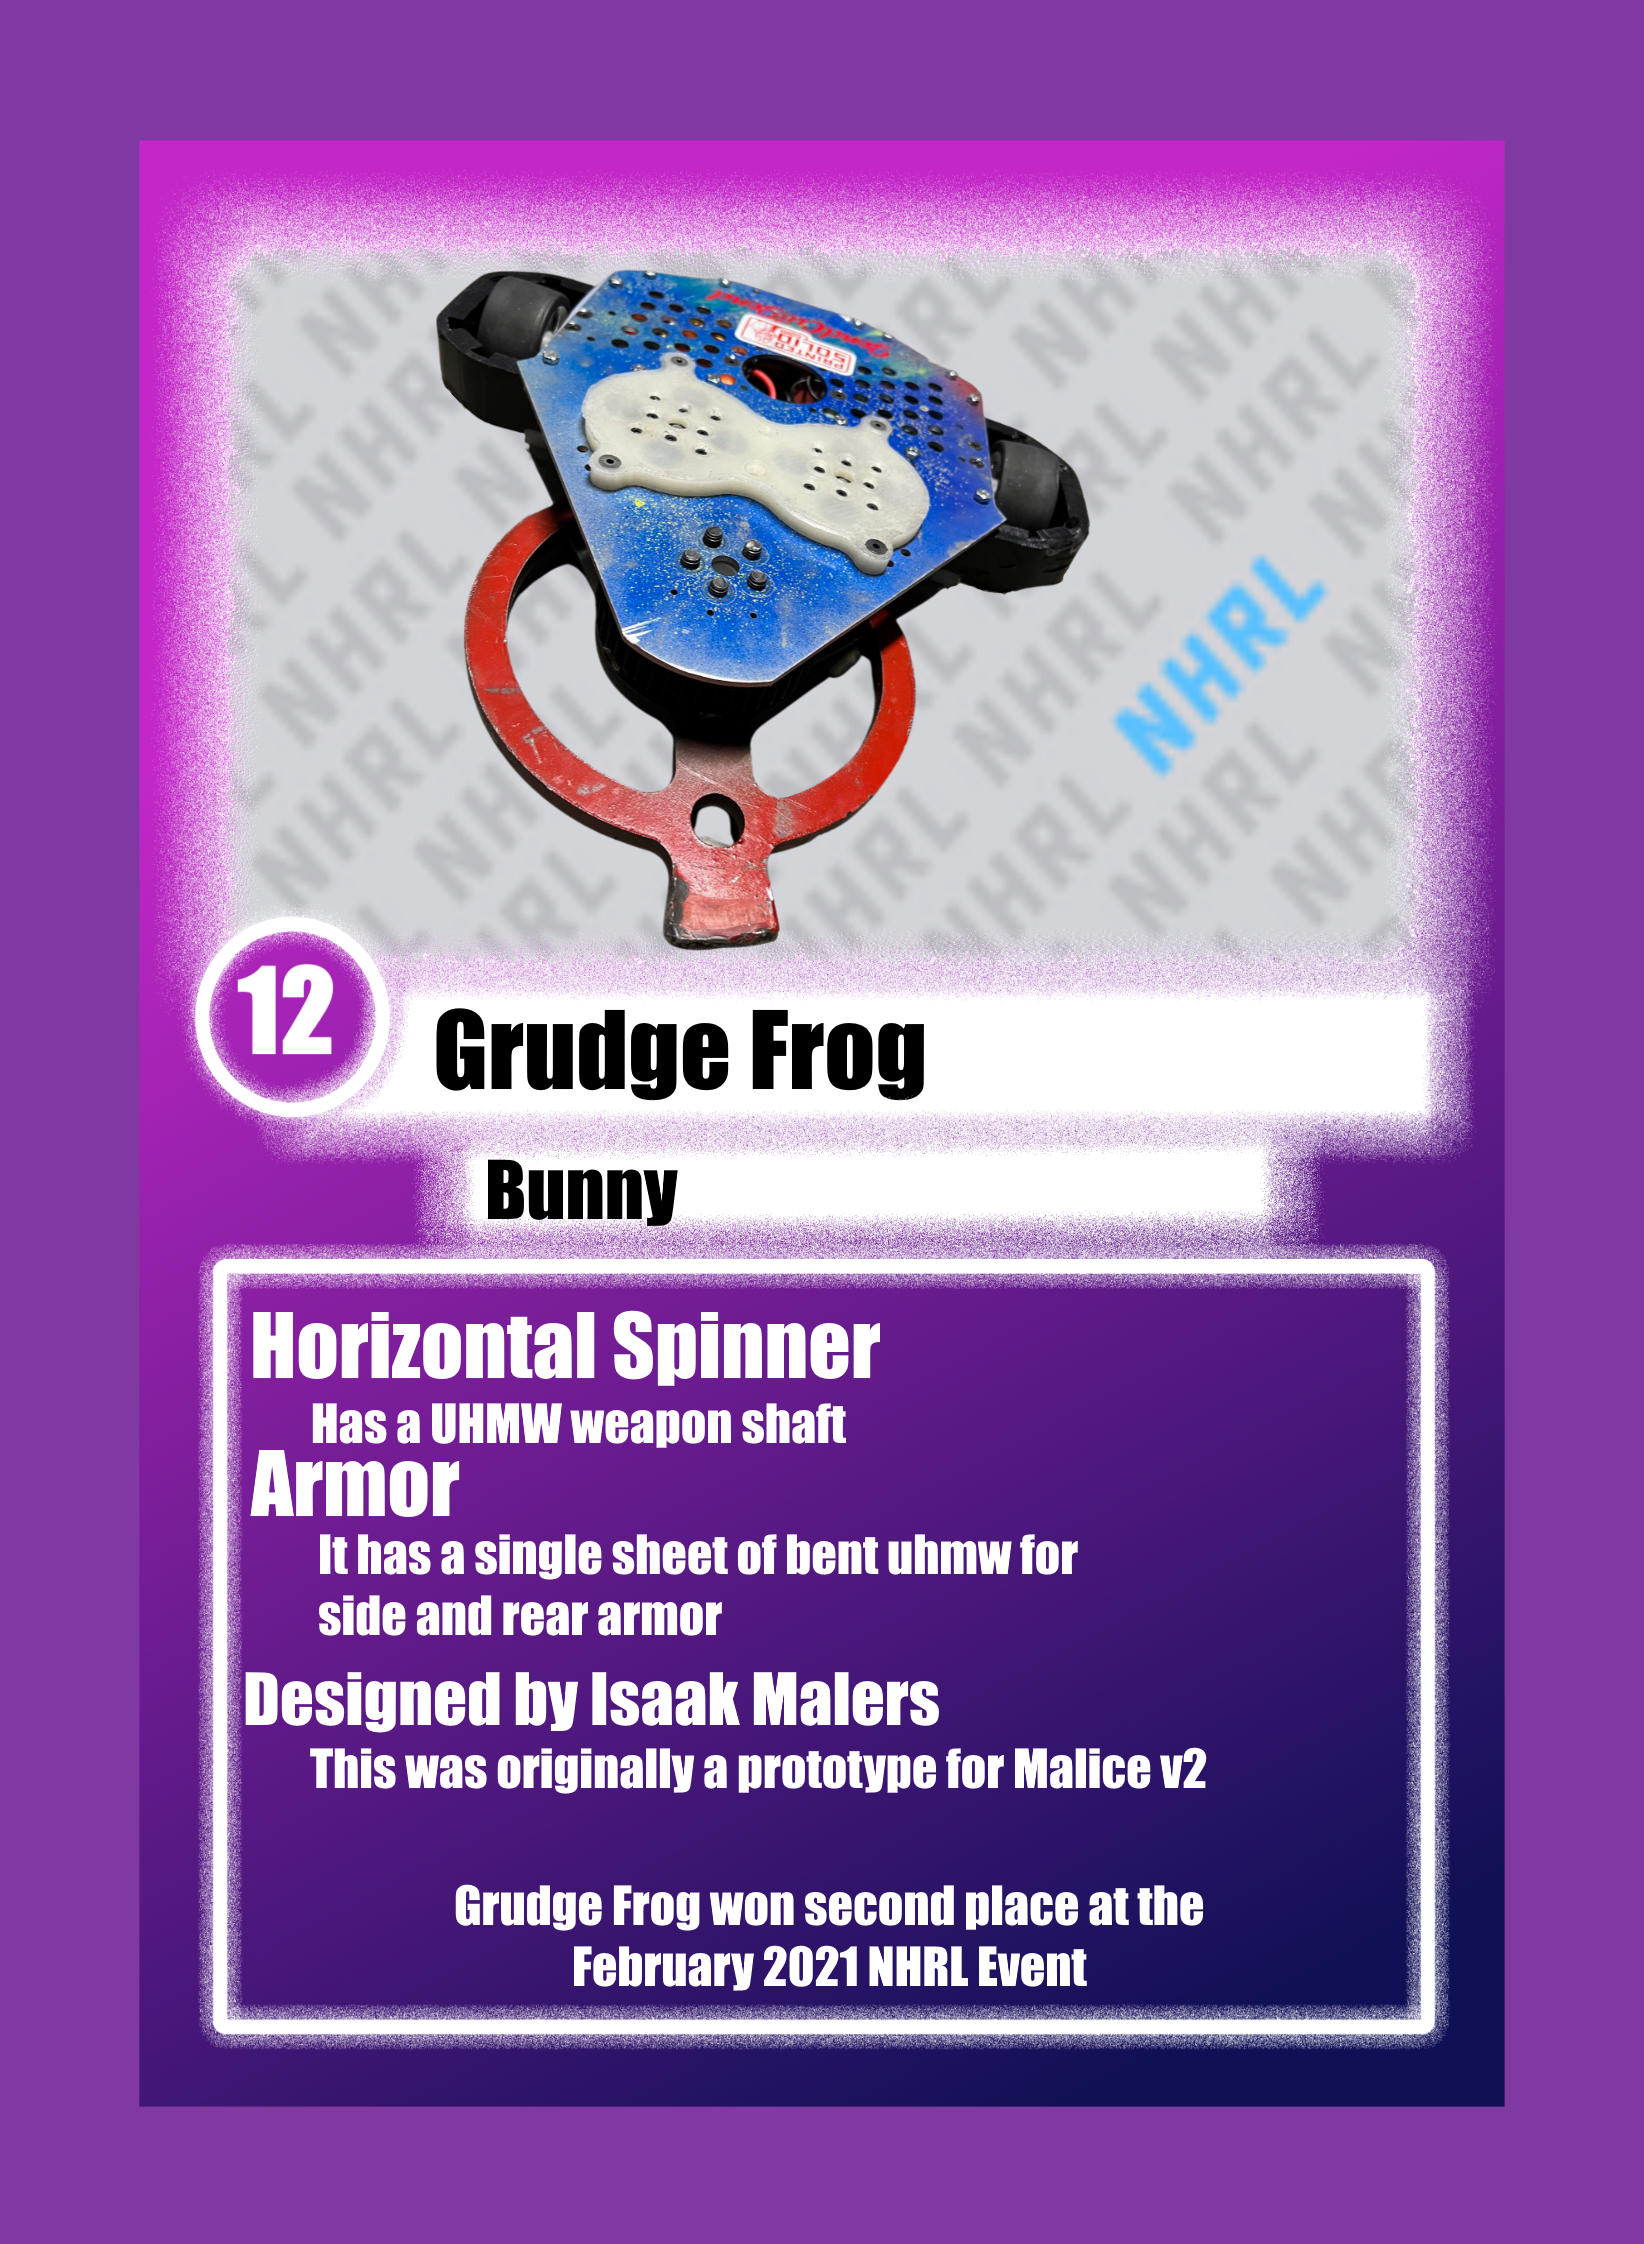 PRINTED
SOLID
NHRL
12
Grudge Frog
Bunny
Horizontal Spinner
Has a UHMW weapon shaft
Armor
It has a single sheet of bent uhmw for
side and rear armor
Designed by Isaak Malers
This was originally a prototype for Malice v2
Grudge Frog won second place at the
February 2021 NHRL Event